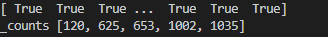 [ True  True  True ...  True  True  True]
_counts [120, 625, 653, 1002, 1035]